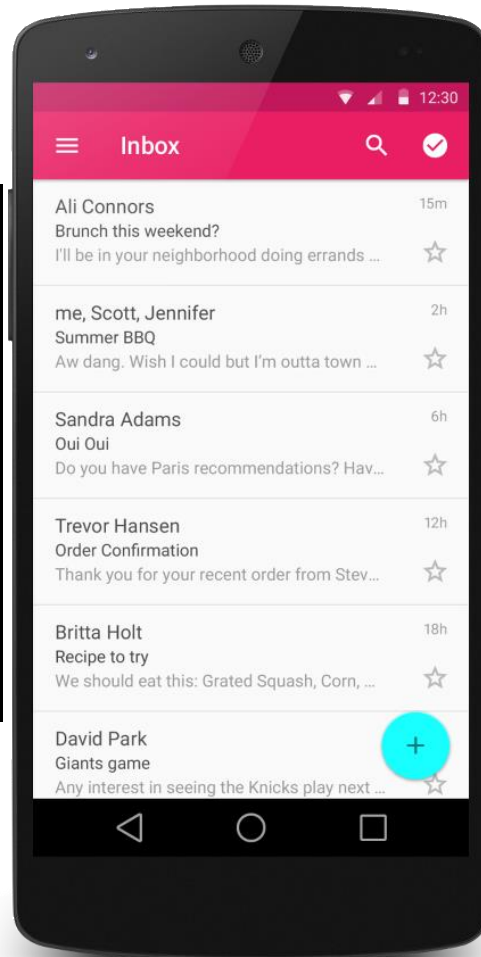 12:30
Inbox
Ali Connors 15m
Brunch this weekend?
I'll be in your neighborhood doing errands ...
me, Scott, Jennifer 2h
Summer BBQ
Aw dang. Wish I could but I'm outta town ...
Sandra Adams 6h
Oui Oui
Do you have Paris recommendations? Hav...
Trevor Hansen 12h
Order Confirmation
Thank you for your recent order from Stev...
Britta Holt 18h
Recipe to try
We should eat this: Grated Squash, Corn, ...
David Park
Giants game
Any interest in seeing the Knicks play next ...